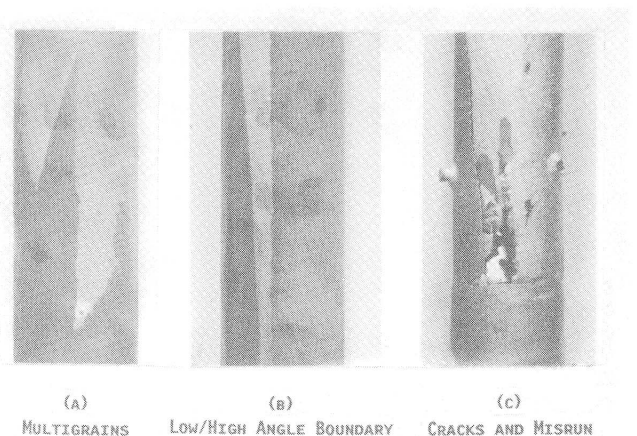 (A)
MULTIGRAINS
(B)
LOW/HIGH ANGLE BOUNDARY
(C)
CRACKS AND MISRUN